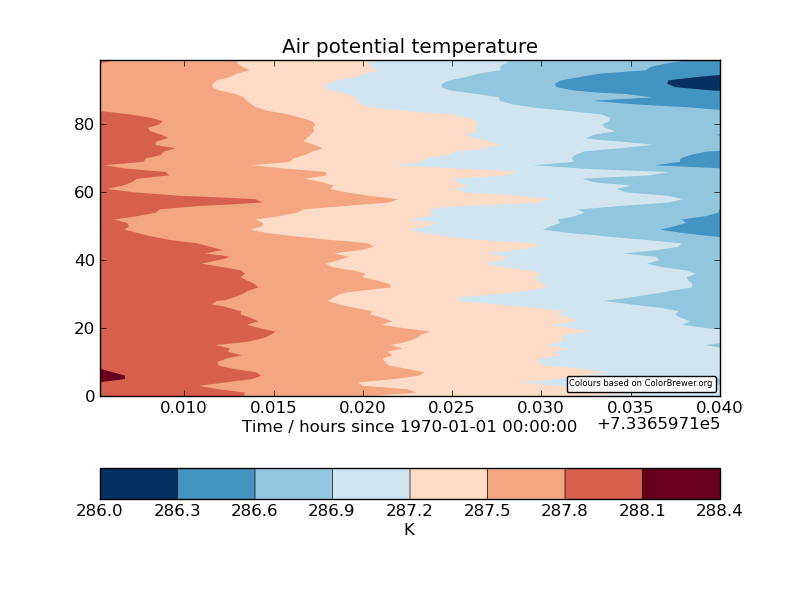 Air potential temperature
80
60
40
20
0
Colours based on ColorBrewer.org
0.010 0.015 0.020 0.025 0.030 0.035 0.040
Time / hours since 1970-01-01 00:00:00 +7.3365971e5
286.0 286.3 286.6 286.9 287.2 287.5 287.8 288.1 288.4
K